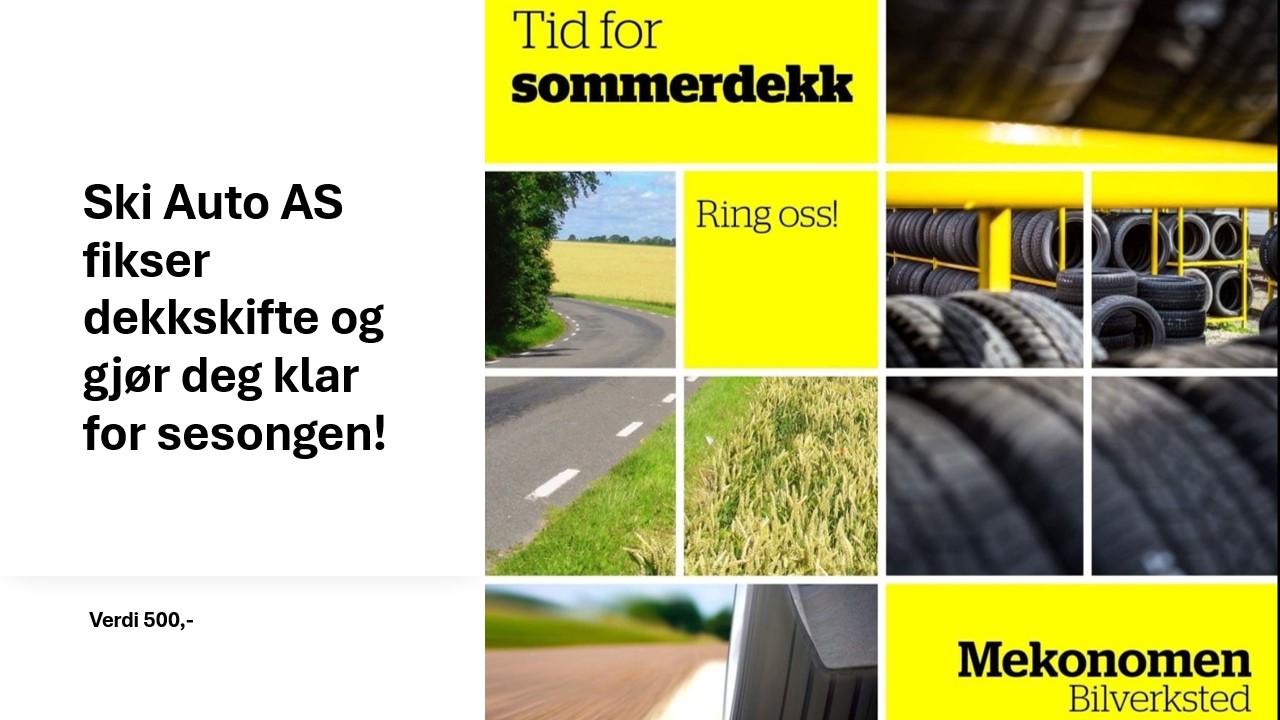 Ski Auto AS
fikser
dekkskifte og
gjør deg klar
for sesongen!
Verdi 500,-
Tid for
sommerdekk
Ring oss!
Mekonomen
Bilverksted